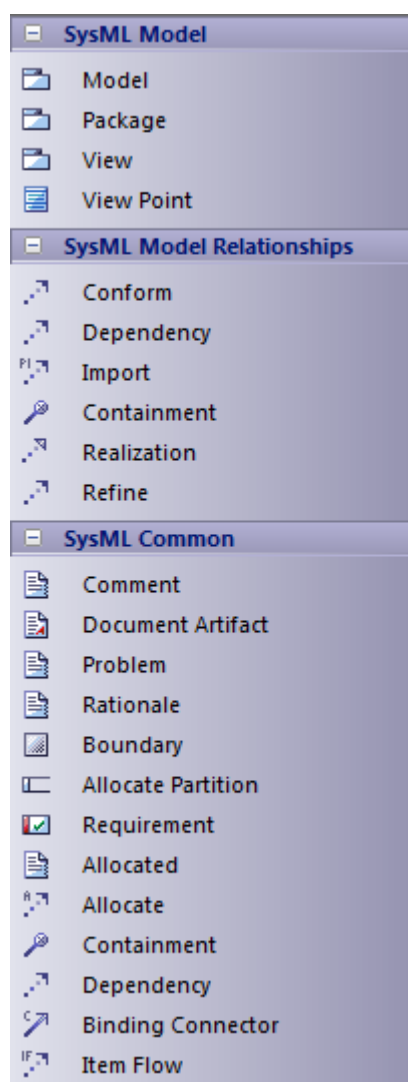 SysML Model
Model
Package
View
View Point
SysML Model Relationships
Conform
Dependency
Import
Containment
Realization
Refine
SysML Common
Comment
Document Artifact
Problem
Rationale
Boundary
Allocate Partition
Requirement
Allocated
Allocate
Containment
Dependency
Binding Connector
Item Flow